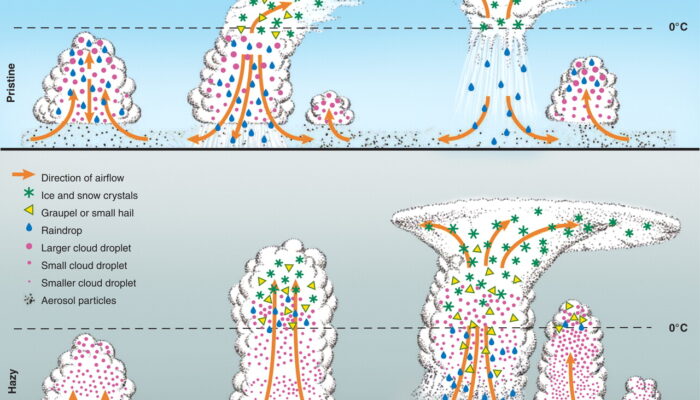 0°C
Pristine
Direction of airflow
Ice and snow crystals
Graupel or small hail
Raindrop
Larger cloud droplet
Small cloud droplet
Smaller cloud droplet
Aerosol particles
0°C
Hazy